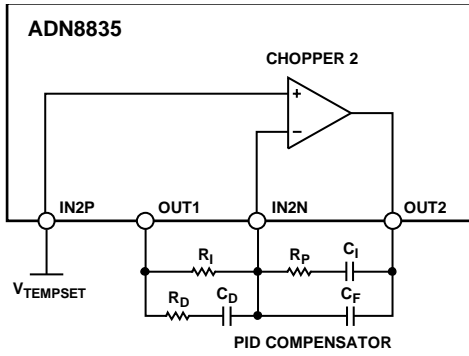 ADN8835
CHOPPER 2
+
−
IN2P
OUT1
IN2N
OUT2
VTEMPSET
RI
RP
CI
RD
CD
CF
PID COMPENSATOR